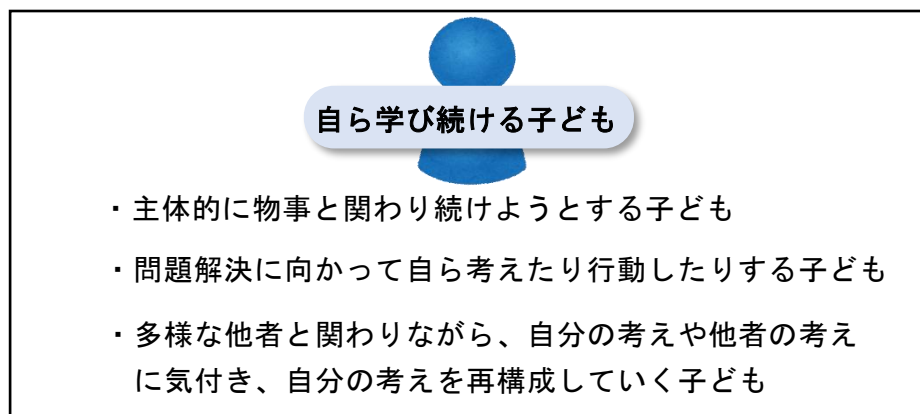 自ら学び続ける子ども
・主体的に物事と関わり続けようとする子ども
・問題解決に向かって自ら考えたり行動したりする子ども
・多様な他者と関わりながら、自分の考えや他者の考え
に気付き、自分の考えを再構成していく子ども